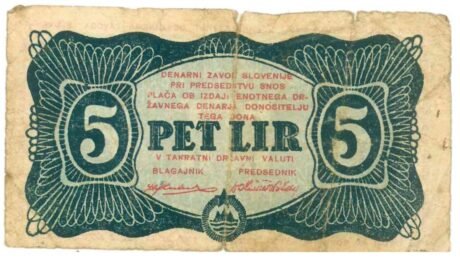 DENARNI ZAVOD SLOVENIJE
PRI PREDSEDSTVU SNOS
PLAČA OB IZDAJI ENOTNEGA DR-
ŽAVNEGA DENARJA DONOSITELJU
TEGA BONA
5 PET LIR 5
V TAKRATNI DRŽAVNI VALUTI
BLAGAJNIK PREDSEDNIK